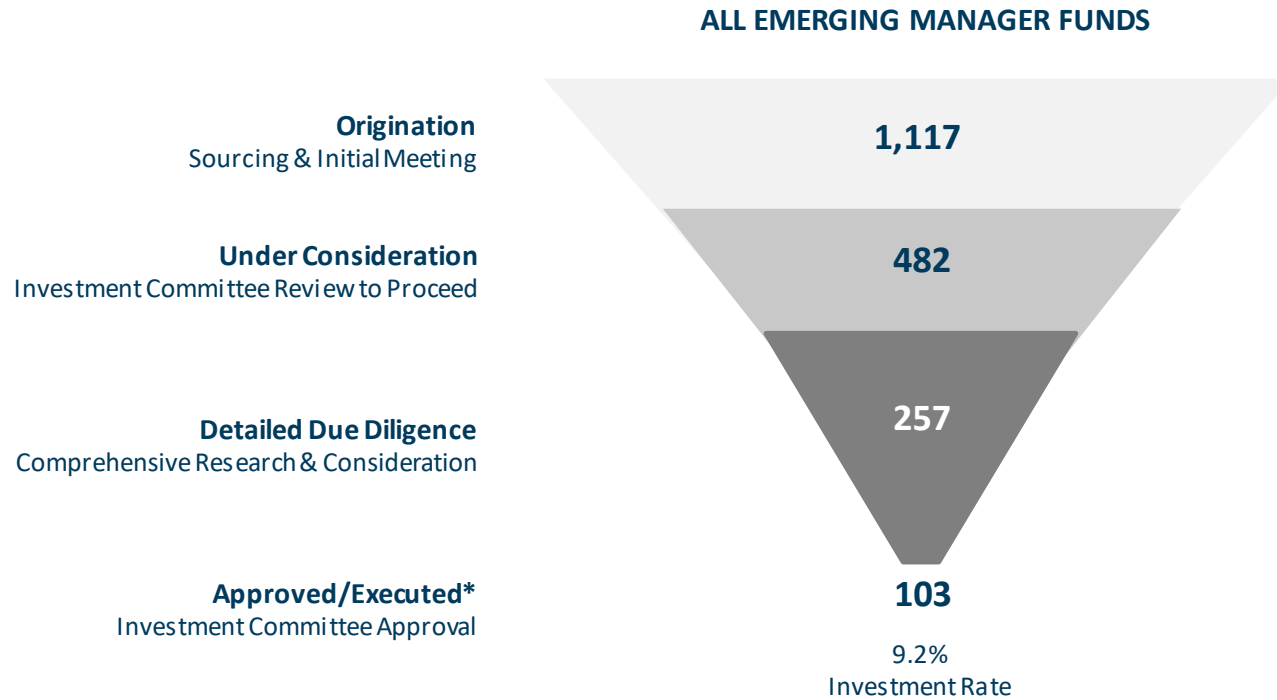 ALL EMERGING MANAGER FUNDS
Origination
Sourcing & Initial Meeting
1,117
Under Consideration
Investment Committee Review to Proceed
482
Detailed Due Diligence
Comprehensive Research & Consideration
257
Approved/Executed*
Investment Committee Approval
103
9.2%
Investment Rate